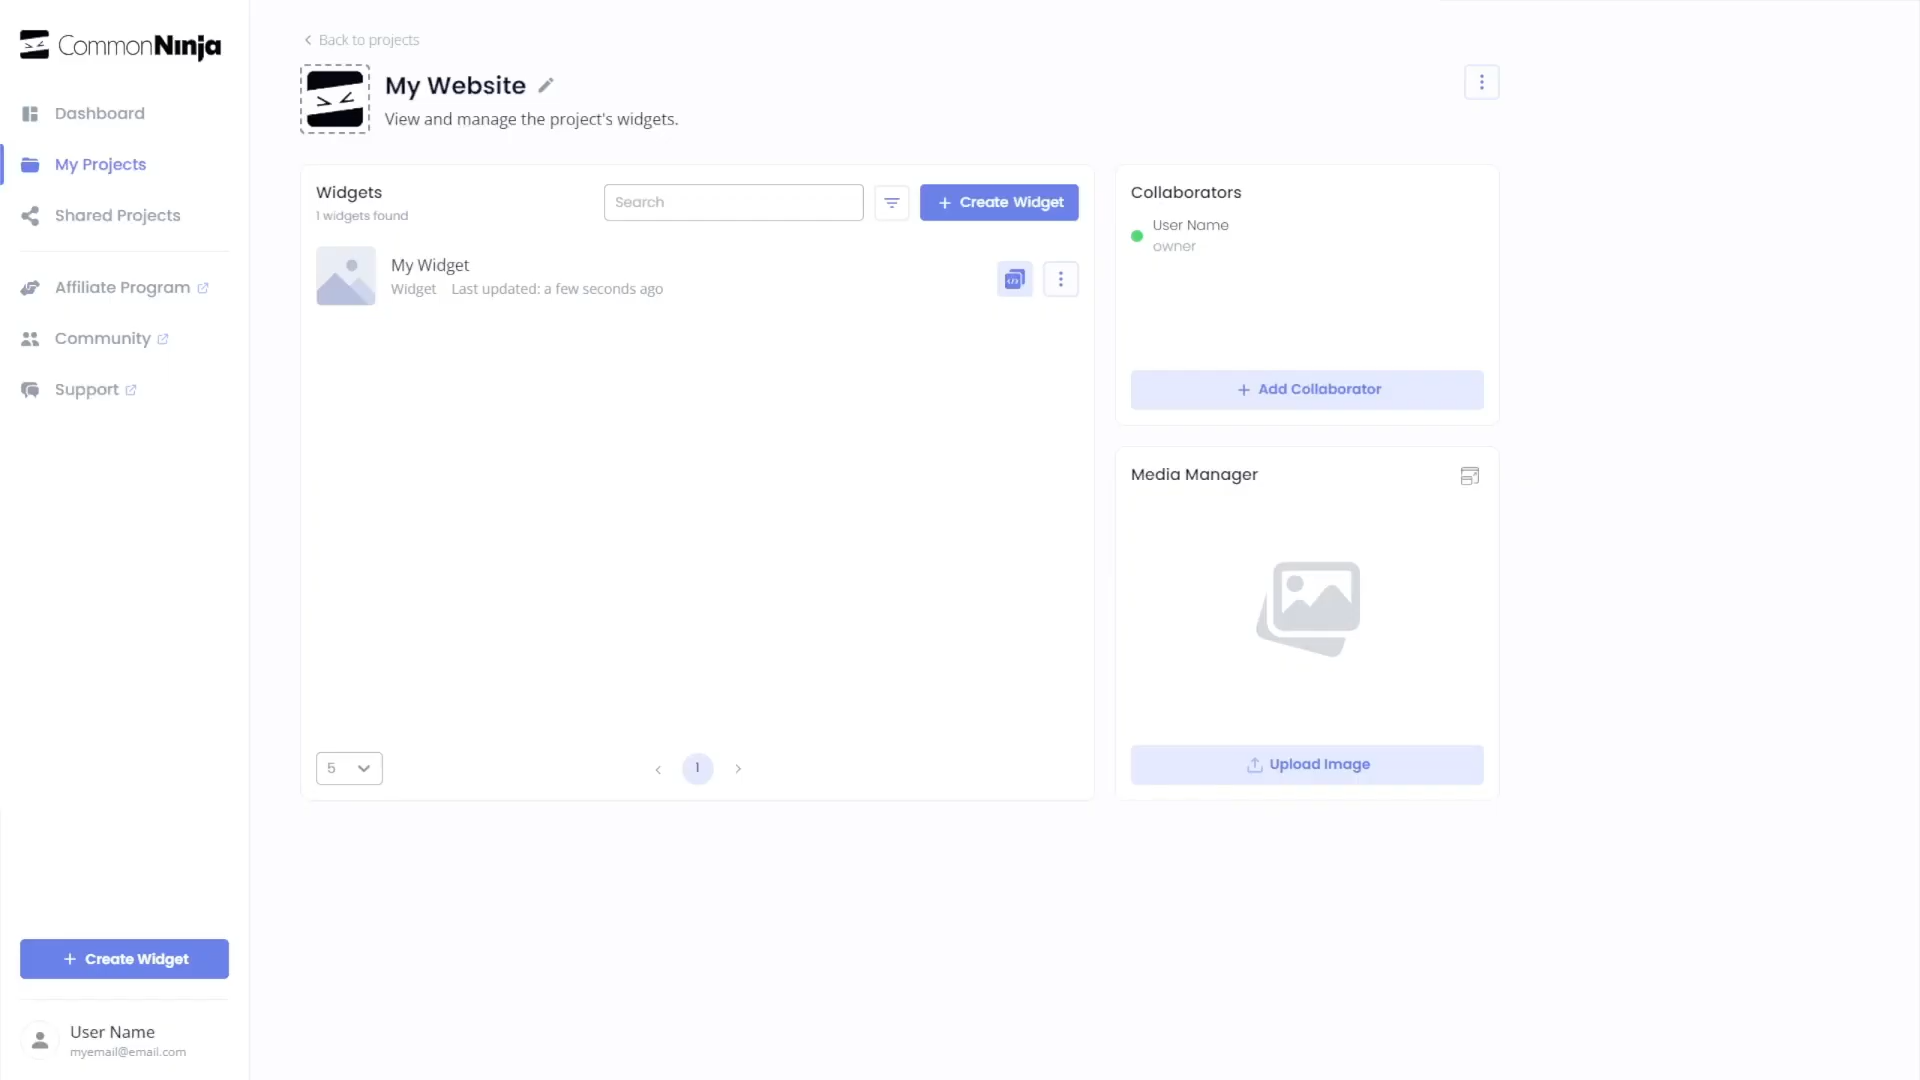 CommonNinja
Dashboard
My Projects
Shared Projects
Affiliate Program
Community
Support
+ Create Widget
User Name
myemail@email.com
Back to projects
My Website
View and manage the project's widgets.
Widgets
1 widgets found
Search
+ Create Widget
My Widget
Widget Last updated: a few seconds ago
5
1
Collaborators
User Name
owner
+ Add Collaborator
Media Manager
Upload Image